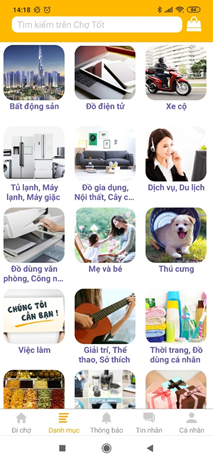 14:18
84
Tìm kiếm trên Chợ Tốt
Bất động sản
Đồ điện tử
Xe cộ
Tủ lạnh, Máy
lạnh, Máy giặc
Đồ gia dụng,
Nội thất, Cây c...
Dịch vụ, Du lịch
Đồ dùng văn
phòng, Công n...
Mẹ và bé
Thú cưng
CHÚNG TÔI
CẦN BẠN !
Việc làm
Giải trí, Thể
thao, Sở thích
Thời trang, Đồ
dùng cá nhân
Đi chợ
Danh mục
Thông báo
Tin nhắn
Cá nhân